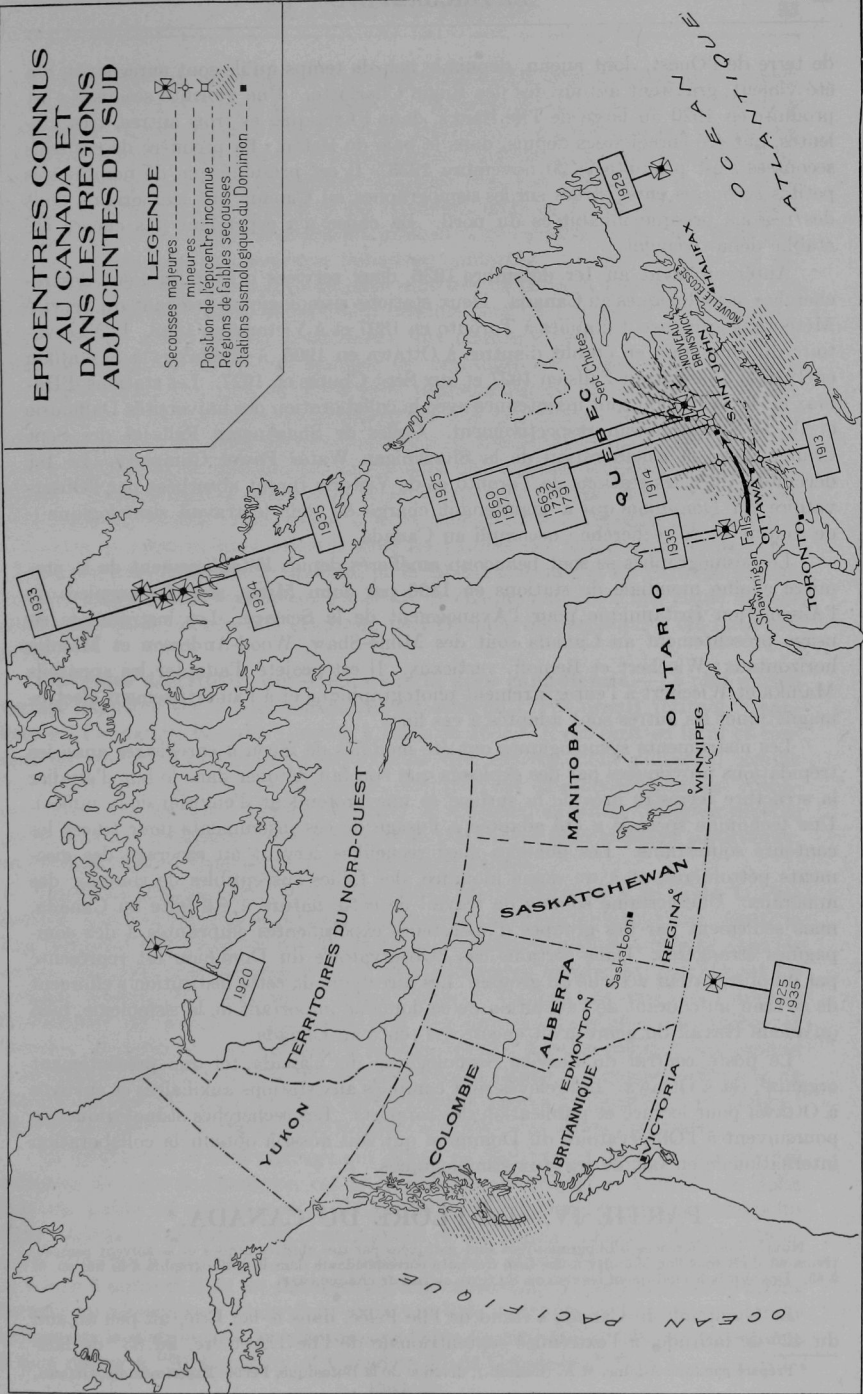 EPICENTRES CONNUS
AU CANADA ET
DANS LES REGIONS
ADJACENTES DU SUD
LEGENDE
Secousses majeures
mineures
Position de l'épicentre inconnue
Régions de faibles secousses
Stations sismologiques du Dominion
1933
1934
1935
1920
1925
1860
1870
1663
1732
1791
1914
1935
1929
1913
1925
1935
YUKON
TERRITOIRES DU NORD-OUEST
COLOMBIE
BRITANNIQUE
ALBERTA
EDMONTON
SASKATCHEWAN
Saskatoon
REGINA
MANITOBA
WINNIPEG
ONTARIO
QUEBEC
Sept Chutes
Shawinigan Falls
OTTAWA
TORONTO
NOUVEAU
BRUNSWICK
SAINT JOHN
NOUVELLE ECOSSE
HALIFAX
VICTORIA
OCEAN PACIFIQUE
OCEAN
ATLANTIQUE